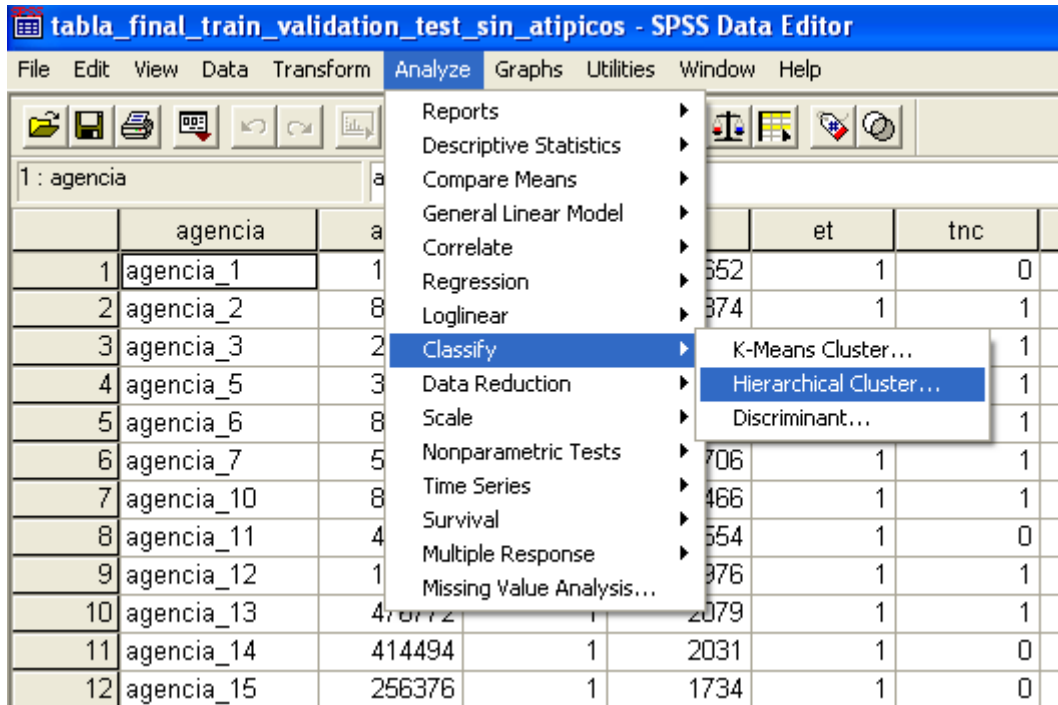 SPSS
tabla_final_train_validation_test_sin_atipicos - SPSS Data Editor
File Edit View Data Transform Analyze Graphs Utilities Window Help
1 : agencia
Reports
Descriptive Statistics
Compare Means
General Linear Model
Correlate
Regression
Loglinear
Classify
Data Reduction
Scale
Nonparametric Tests
Time Series
Survival
Multiple Response
Missing Value Analysis...
K-Means Cluster...
Hierarchical Cluster...
Discriminant...
agencia a et tnc
1 agencia_1 1 652 1 0
2 agencia_2 8 874 1 1
3 agencia_3 2 1
4 agencia_5 3 1
5 agencia_6 8 1
6 agencia_7 5 706 1 1
7 agencia_10 8 466 1 1
8 agencia_11 4 554 1 0
9 agencia_12 1 976 1 1
10 agencia_13 476772 1 2079 1 1
11 agencia_14 414494 1 2031 1 0
12 agencia_15 256376 1 1734 1 0